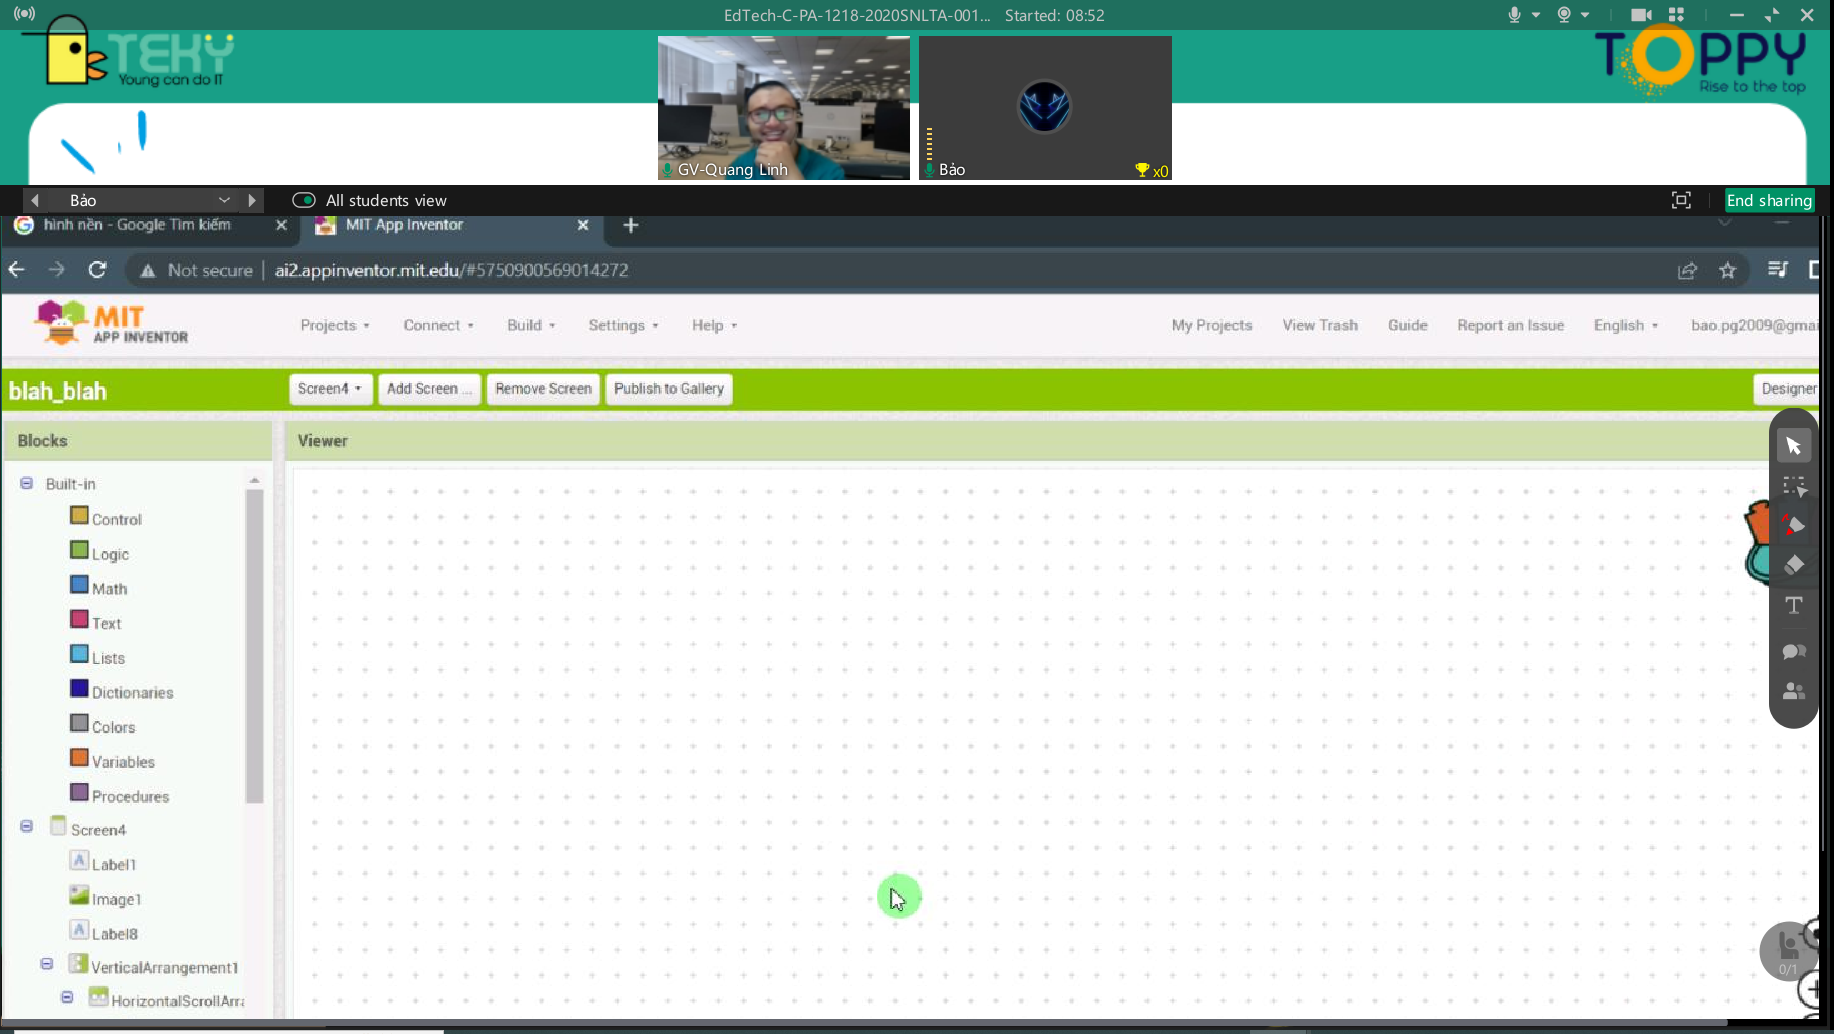 EdTech-C-PA-1218-2020SNLTA-001... Started: 08:52
TEKY
Young can do IT
TOPPY
Rise to the top
GV-Quang Linh
Bảo
x0
Bảo
All students view
End sharing
hình nền - Google Tìm kiếm
MIT App Inventor
Not secure
ai2.appinventor.mit.edu/#5750900569014272
MIT
APP INVENTOR
Projects
Connect
Build
Settings
Help
My Projects
View Trash
Guide
Report an Issue
English
bao.pg2009@gmai
blah_blah
Screen4
Add Screen ...
Remove Screen
Publish to Gallery
Designer
Blocks
Viewer
Built-in
Control
Logic
Math
Text
Lists
Dictionaries
Colors
Variables
Procedures
Screen4
Label1
Image1
Label8
VerticalArrangement1
HorizontalScrollArra
0/1